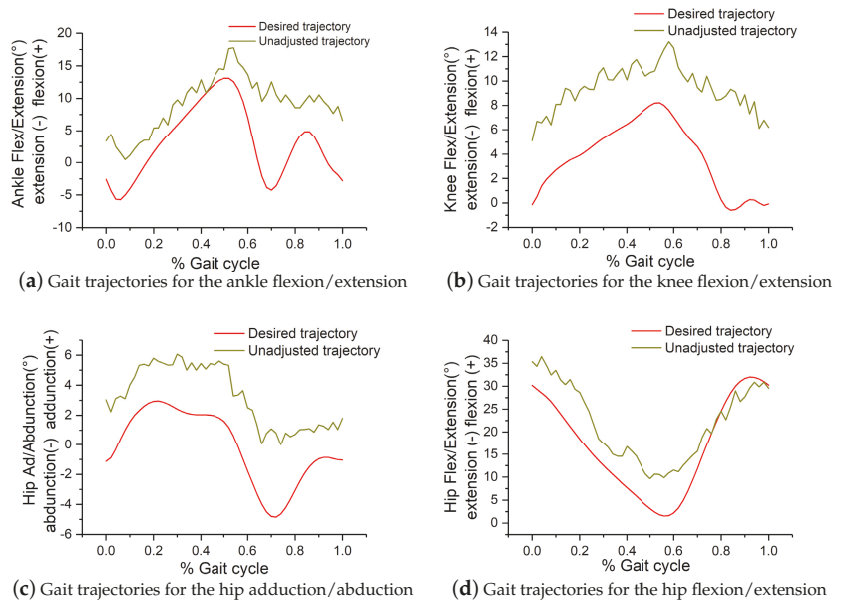 Desired trajectory
Unadjusted trajectory
Ankle Flex/Extension(°)
extension (-) flexion(+)
20
15
10
5
0
-5
-10
0.0 0.2 0.4 0.6 0.8 1.0
% Gait cycle
(a) Gait trajectories for the ankle flexion/extension
Desired trajectory
Unadjusted trajectory
Knee Flex/Extension(°)
extension(-) flexion(+)
14
12
10
8
6
4
2
0
-2
0.0 0.2 0.4 0.6 0.8 1.0
% Gait cycle
(b) Gait trajectories for the knee flexion/extension
Desired trajectory
Unadjusted trajectory
Hip Ad/Abdunction(°)
abdunction(-) addunction(+)
6
4
2
0
-2
-4
-6
0.0 0.2 0.4 0.6 0.8 1.0
% Gait cycle
(c) Gait trajectories for the hip adduction/abduction
Desired trajectory
Unadjusted trajectory
Hip Flex/Extension(°)
extension (-) flexion (+)
40
35
30
25
20
15
10
5
0
0.0 0.2 0.4 0.6 0.8 1.0
% Gait cycle
(d) Gait trajectories for the hip flexion/extension